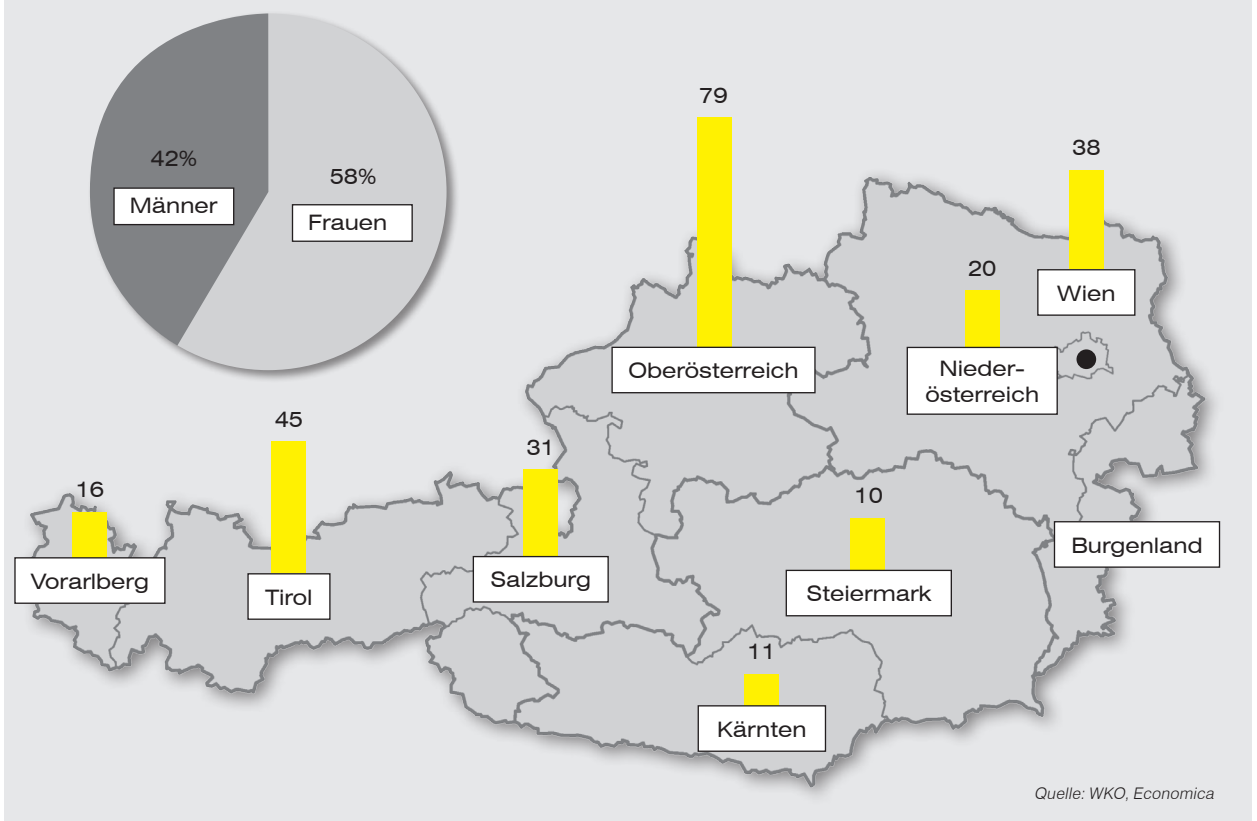 42%
Männer
58%
Frauen
79
Oberösterreich
38
Wien
20
Nieder-
österreich
45
Tirol
16
Vorarlberg
31
Salzburg
10
Steiermark
Burgenland
11
Kärnten
Quelle: WKO, Economica